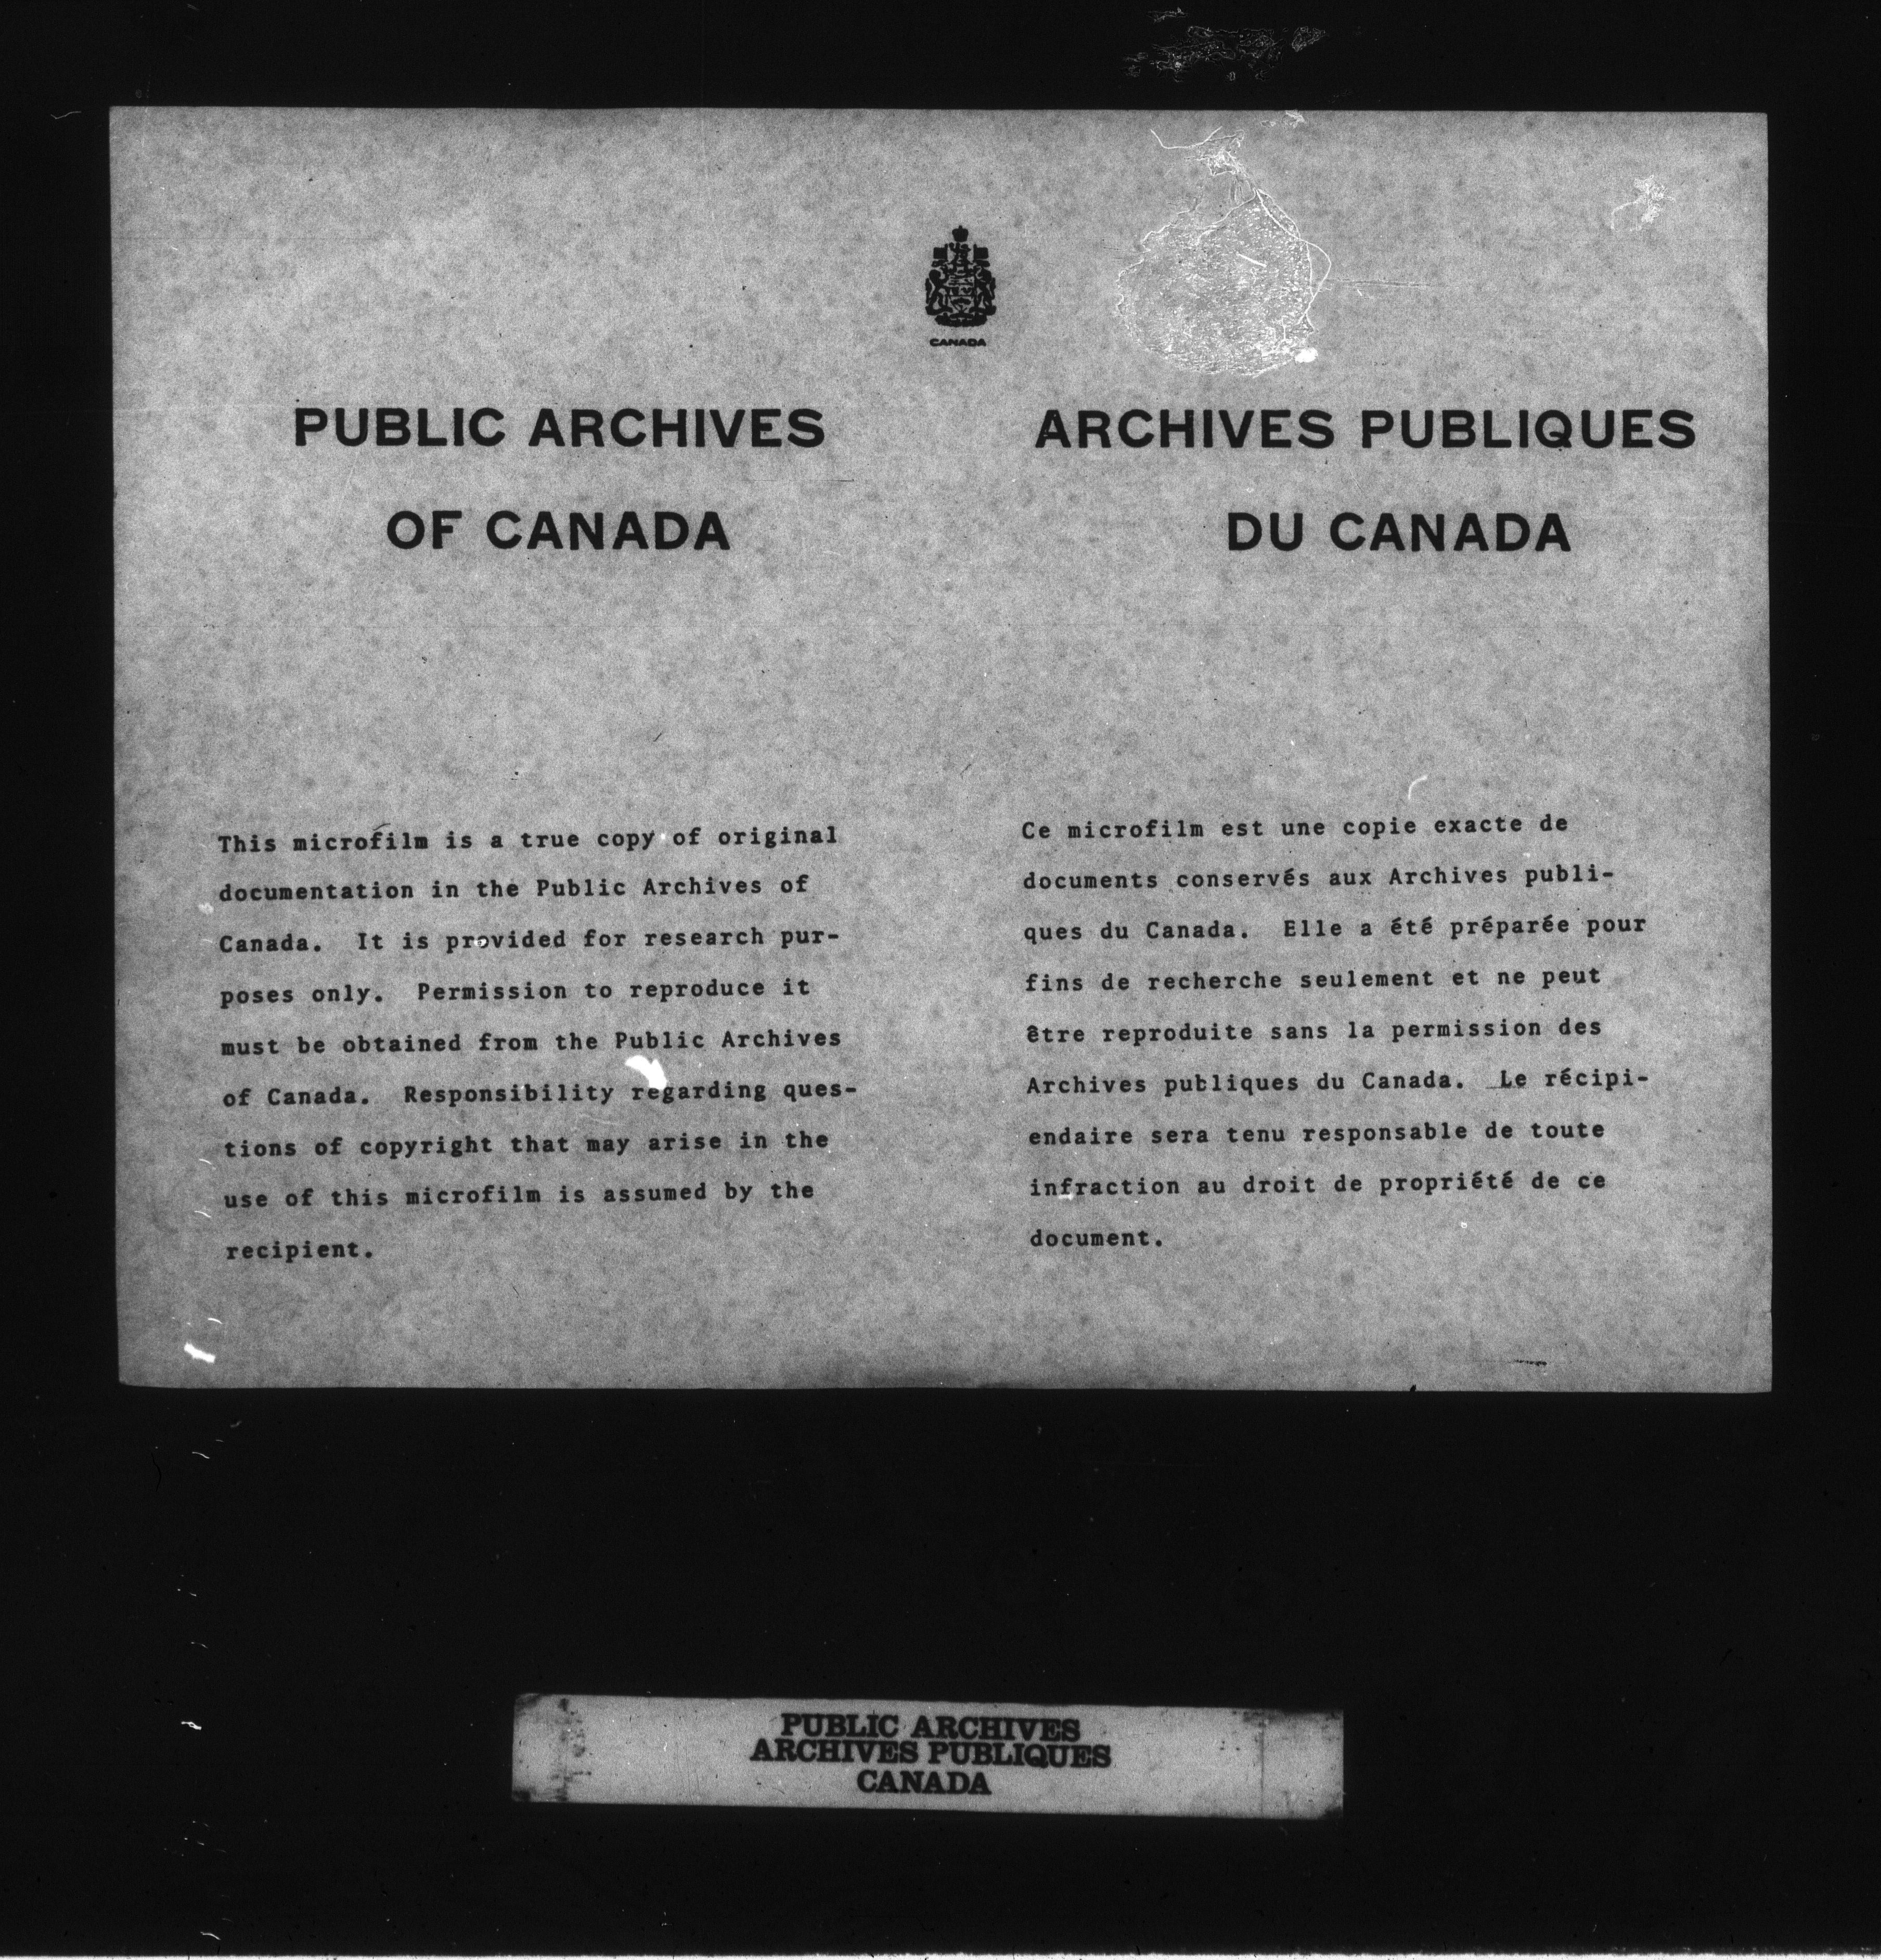 CANADA
PUBLIC ARCHIVES
OF CANADA
This microfilm is a true copy of original
documentation in the Public Archives of
Canada. It is provided for research pur-
poses only. Permission to reproduce it
must be obtained from the Public Archives
of Canada. Responsibility regarding ques-
tions of copyright that may arise in the
use of this microfilm is assumed by the
recipient.
ARCHIVES PUBLIQUES
DU CANADA
Ce microfilm est une copie exacte de
documents conservés aux Archives publi-
ques du Canada. Elle a été préparée pour
fins de recherche seulement et ne peut
être reproduite sans la permission des
Archives publiques du Canada. Le récipi-
endaire sera tenu responsable de toute
infraction au droit de propriété de ce
document.
PUBLIC ARCHIVES
ARCHIVES PUBLIQUES
CANADA